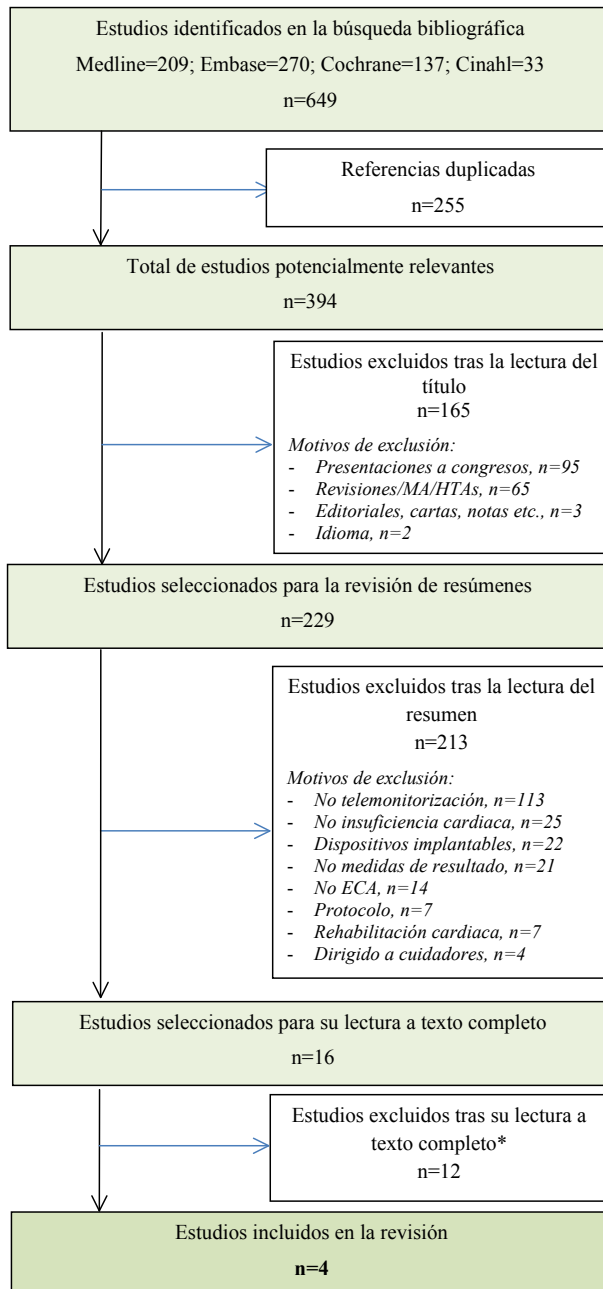 Estudios identificados en la búsqueda bibliográfica
Medline=209; Embase=270; Cochrane=137; Cinahl=33
n=649
Referencias duplicadas
n=255
Total de estudios potencialmente relevantes
n=394
Estudios excluidos tras la lectura del
título
n=165
Motivos de exclusión:
- Presentaciones a congresos, n=95
- Revisiones/MA/HTAs, n=65
- Editoriales, cartas, notas etc., n=3
- Idioma, n=2
Estudios seleccionados para la revisión de resúmenes
n=229
Estudios excluidos tras la lectura del
resumen
n=213
Motivos de exclusión:
- No telemonitorización, n=113
- No insuficiencia cardiaca, n=25
- Dispositivos implantables, n=22
- No medidas de resultado, n=21
- No ECA, n=14
- Protocolo, n=7
- Rehabilitación cardiaca, n=7
- Dirigido a cuidadores, n=4
Estudios seleccionados para su lectura a texto completo
n=16
Estudios excluidos tras su lectura a
texto completo*
n=12
Estudios incluidos en la revisión
n=4